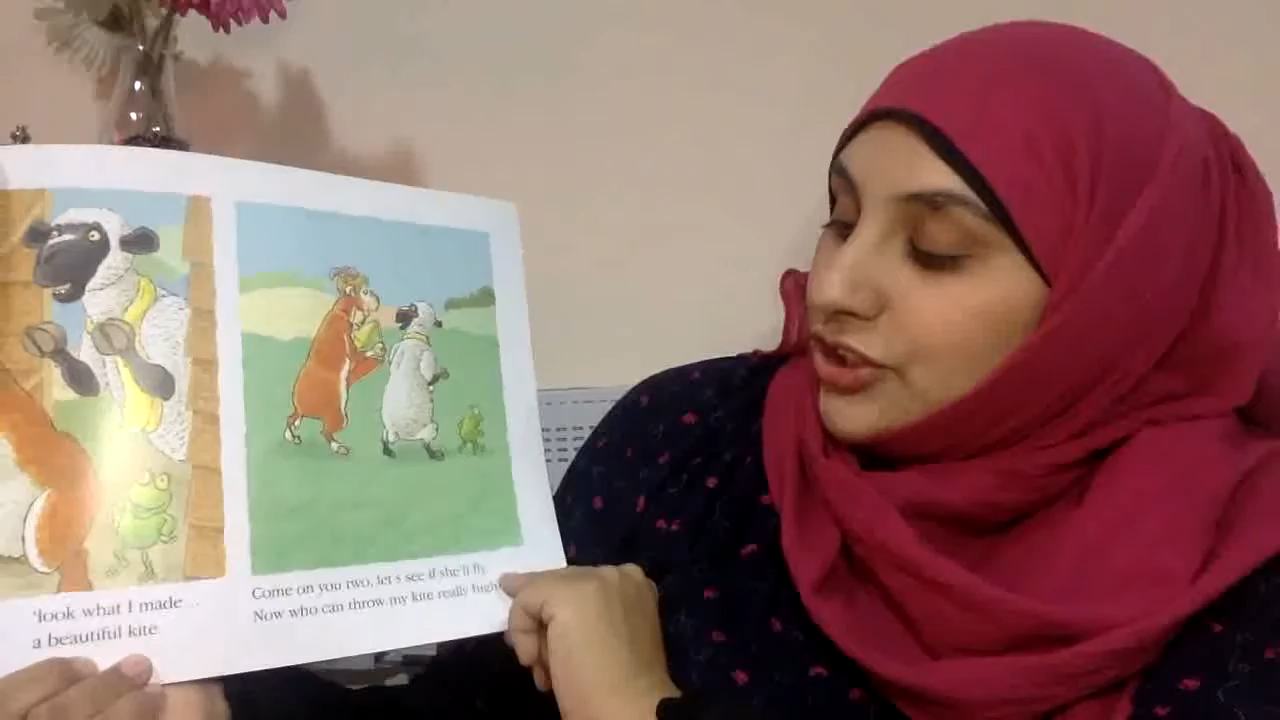 'look what I made...
a beautiful kite
Come on you two, let's see if she'll fly
Now who can throw my kite really high